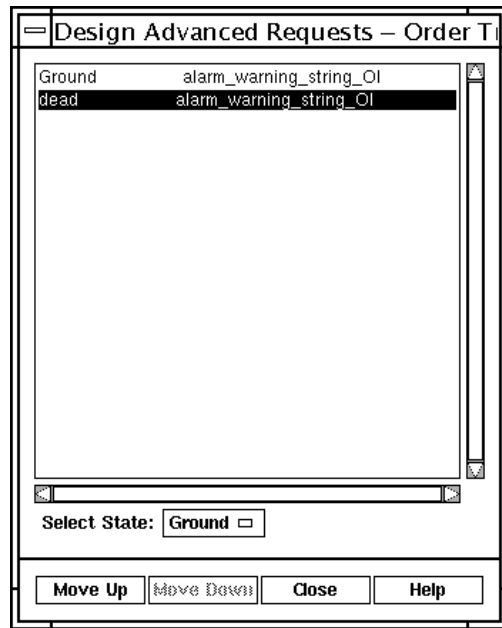 Design Advanced Requests – Order
Ground alarm_warning_string_OI
dead alarm_warning_string_OI
Select State: Ground
Move Up Move Down Close Help